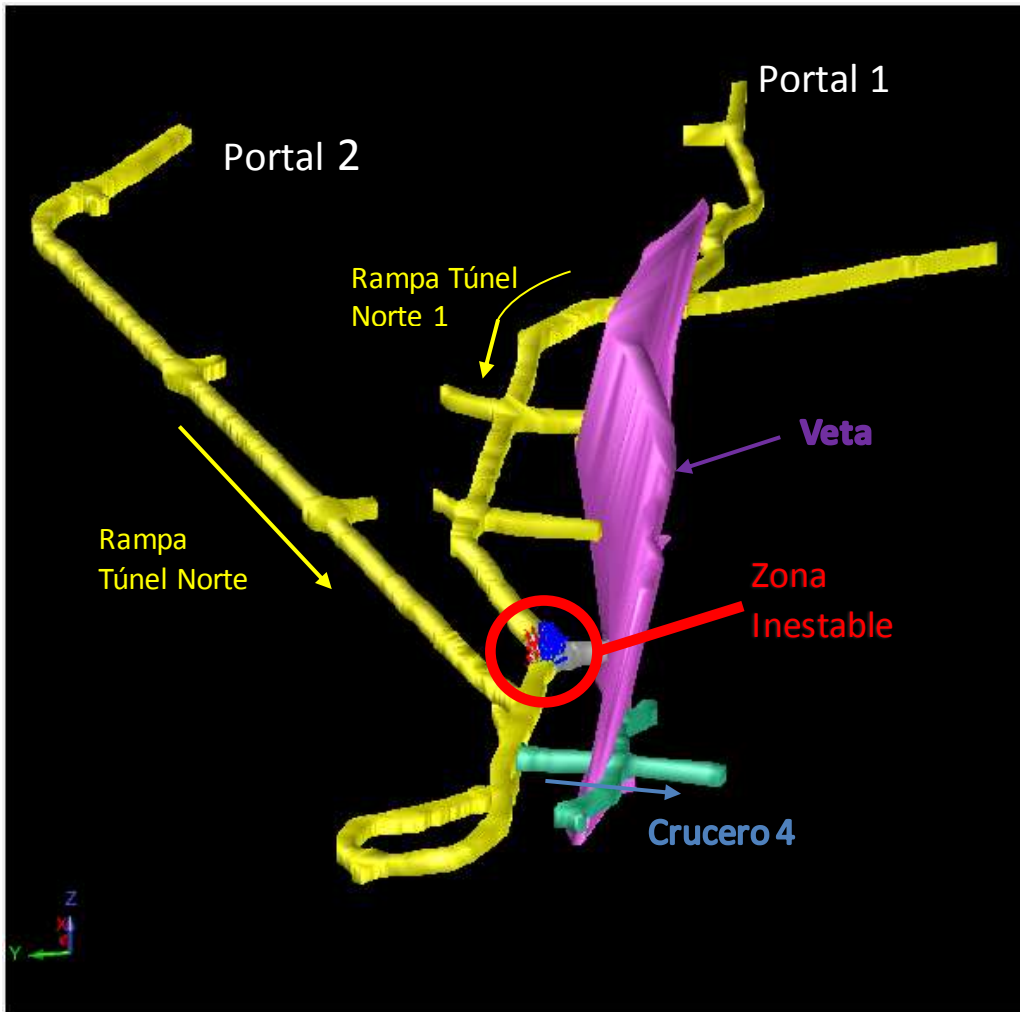 Portal 1
Portal 2
Rampa Túnel
Norte 1
Veta
Rampa
Túnel Norte
Zona
Inestable
Crucero 4
Z
X
Y